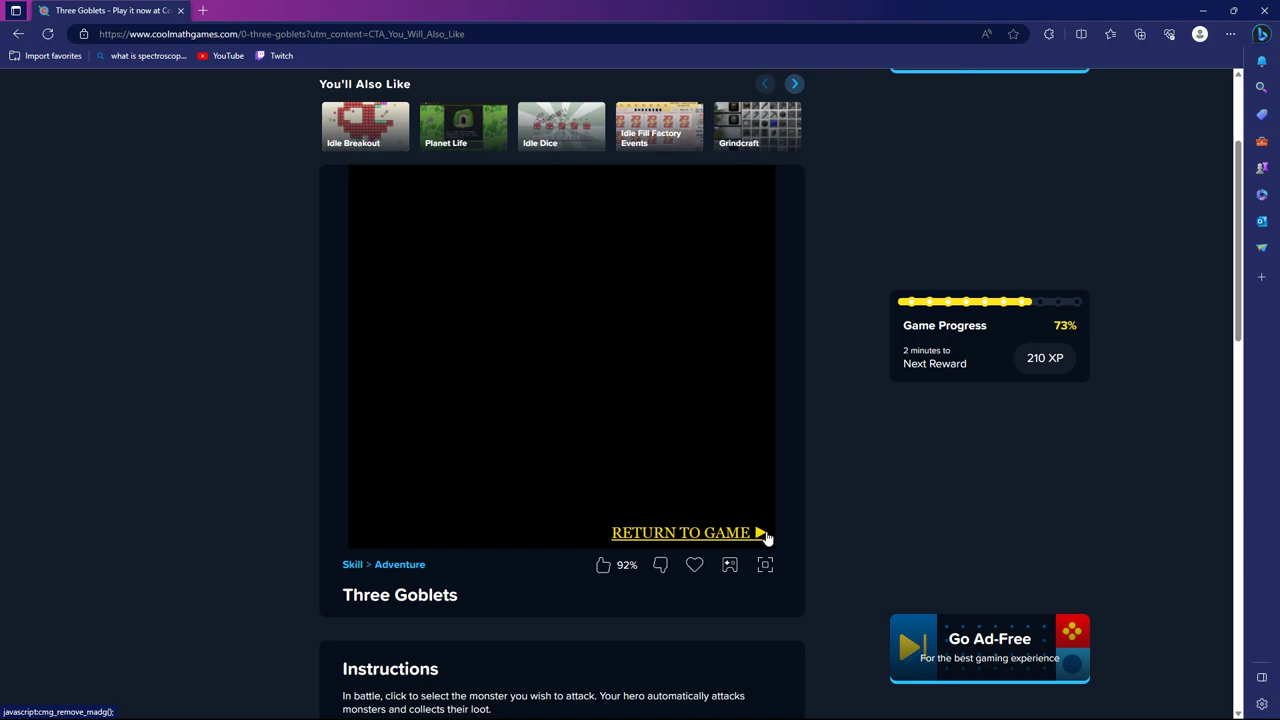 Three Goblets - Play it now at Co
https://www.coolmathgames.com/0-three-goblets?utm_content=CTA_You_Will_Also_Like
Import favorites
what is spectroscop...
YouTube
Twitch
You'll Also Like
Idle Breakout
Planet Life
Idle Dice
Idle Fill Factory
Events
Grindcraft
Game Progress
73%
2 minutes to
Next Reward
210 XP
RETURN TO GAME
Skill > Adventure
92%
Three Goblets
Go Ad-Free
For the best gaming experience
Instructions
In battle, click to select the monster you wish to attack. Your hero automatically attacks
monsters and collects their loot.
javascript:cmg_remove_madg();